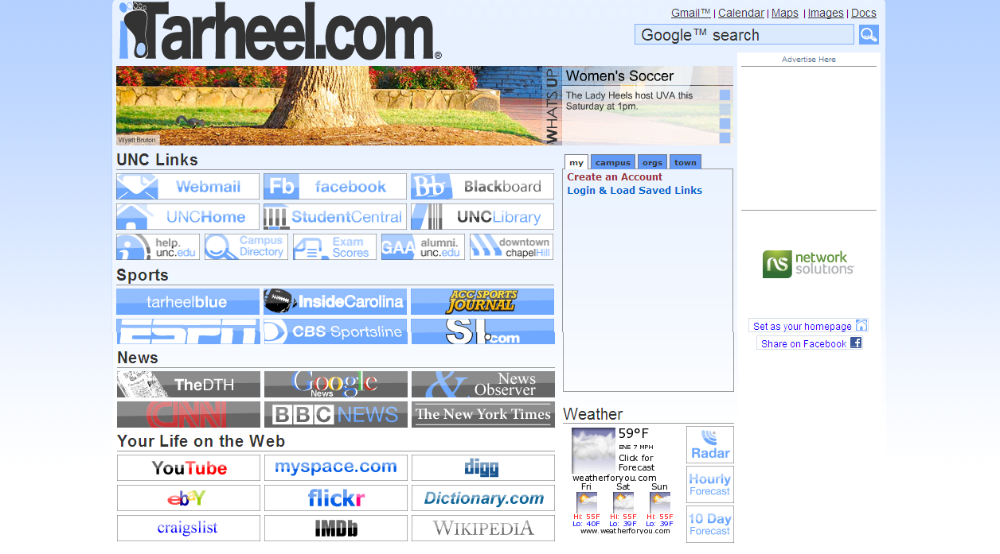 iTarheel.com®
Gmail™ | Calendar | Maps | Images | Docs
Google™ search
Advertise Here
Wyatt Bruton
WHATS UP
Women's Soccer
The Lady Heels host UVA this
Saturday at 1pm.
UNC Links
Webmail
Fb facebook
Bb Blackboard
UNCHome
StudentCentral
UNCLibrary
help.
unc.edu
Campus
Directory
Exam
Scores
GAA alumni.
unc.edu
downtown
chapelHill
Sports
tarheelblue
InsideCarolina
ACC SPORTS
JOURNAL
ESPN
CBS Sportsline
SI.com
News
TheDTH
Google
News
& News
Observer
CNN
BBC NEWS
The New York Times
Your Life on the Web
YouTube
myspace.com
digg
ebaY
flickr
Dictionary.com
craigslist
IMDb
WIKIPEDIA
my
campus
orgs
town
Create an Account
Login & Load Saved Links
Weather
59°F
ENE 7 MPH
Click for
Forecast
weatherforyou.com
Fri Sat Sun
Hi: 55F Hi: 55F Hi: 55F
Lo: 40F Lo: 39F Lo: 39F
www.weatherforyou.com
Radar
Hourly
Forecast
10 Day
Forecast
ns network
solutions
Set as your homepage
Share on Facebook